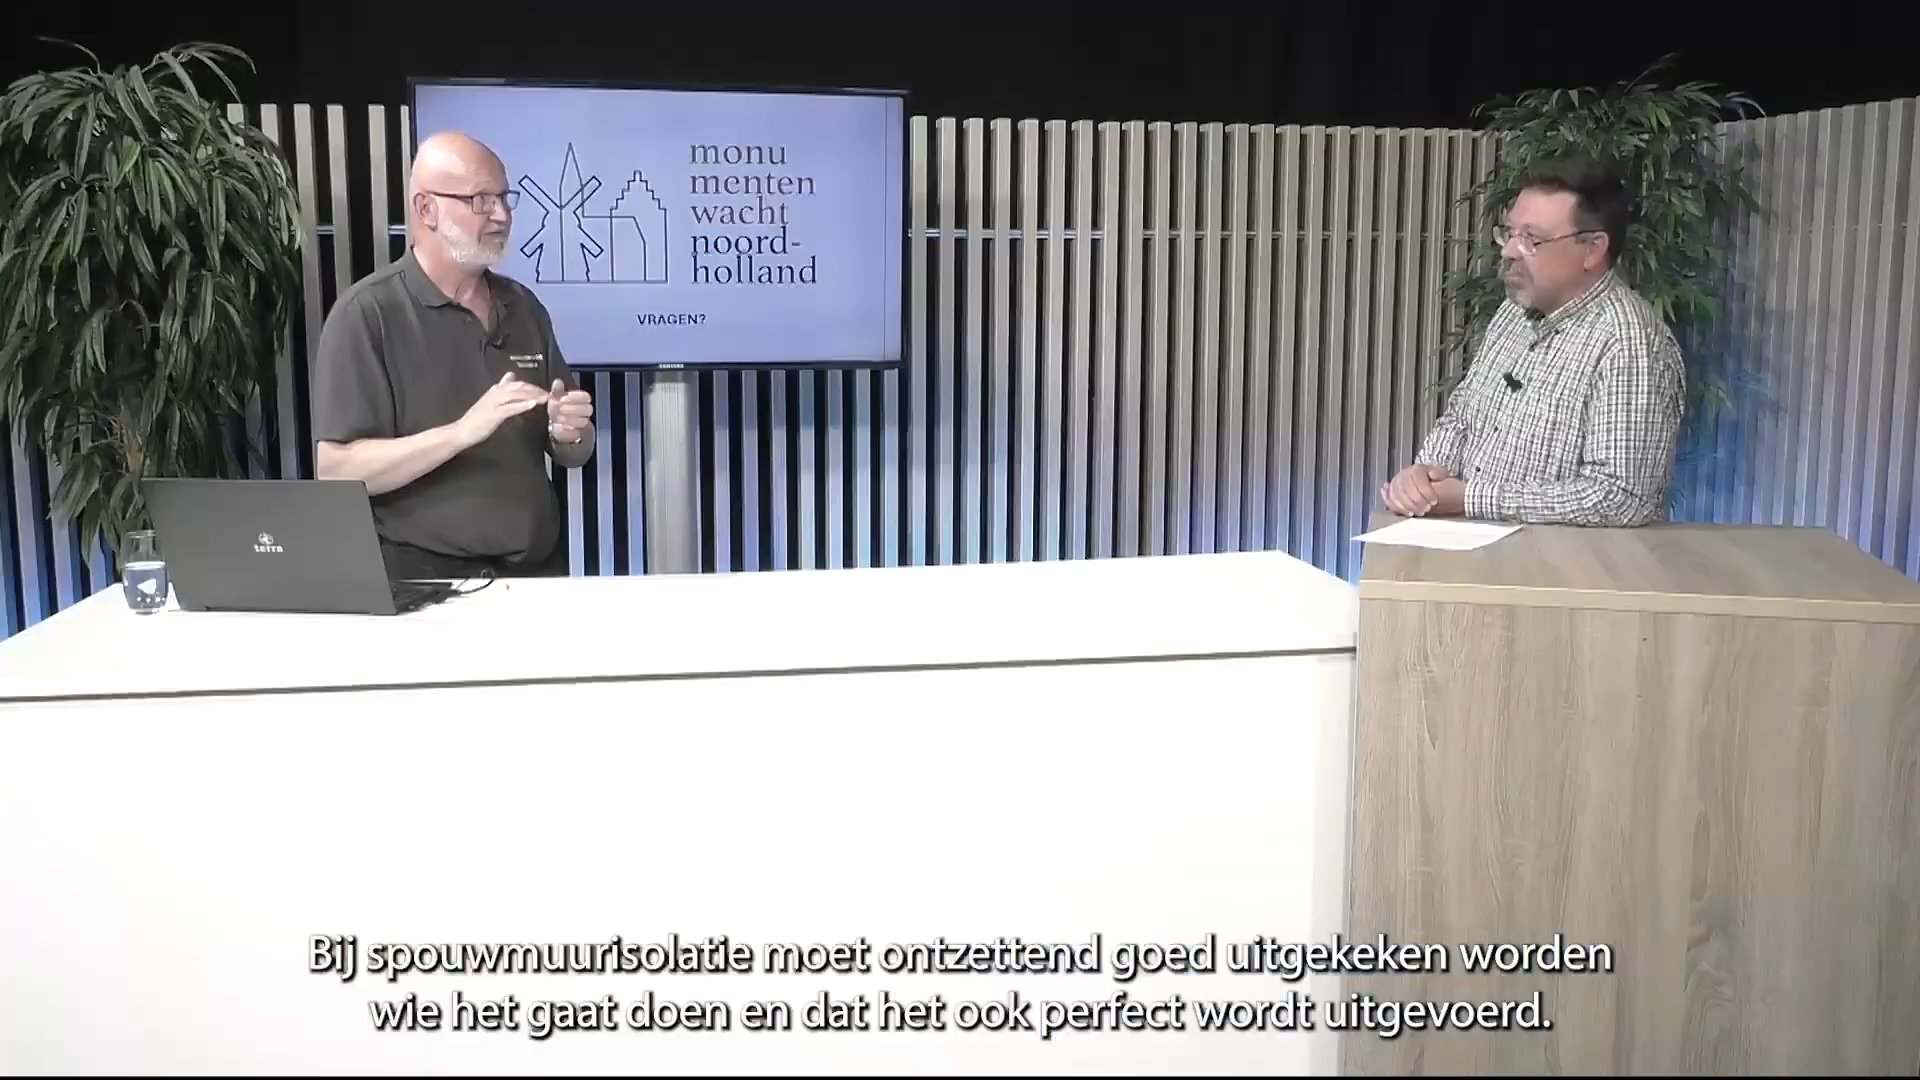 monu
menten
wacht
noord-
holland
VRAGEN?
SAMSUNG
terra
Bij spouwmuurisolatie moet ontzettend goed uitgekeken worden
wie het gaat doen en dat het ook perfect wordt uitgevoerd.